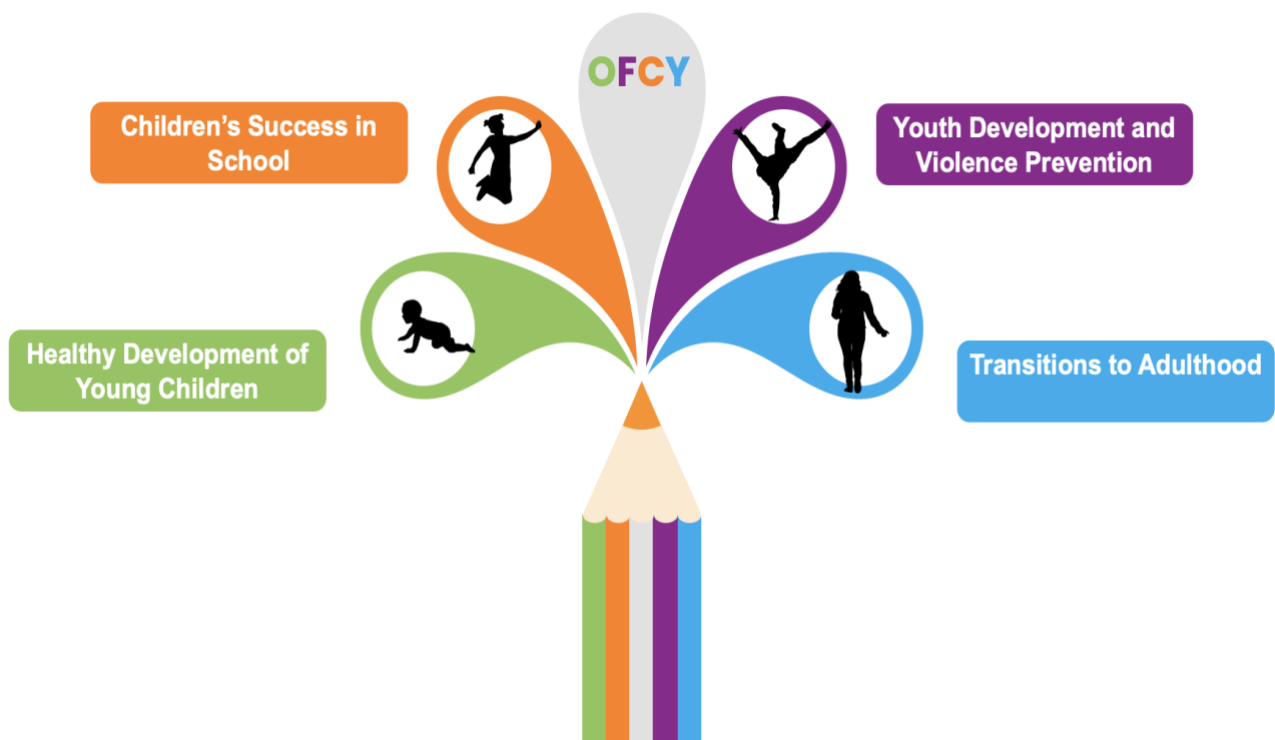 OFCY
Children's Success in
School
Youth Development and
Violence Prevention
Healthy Development of
Young Children
Transitions to Adulthood